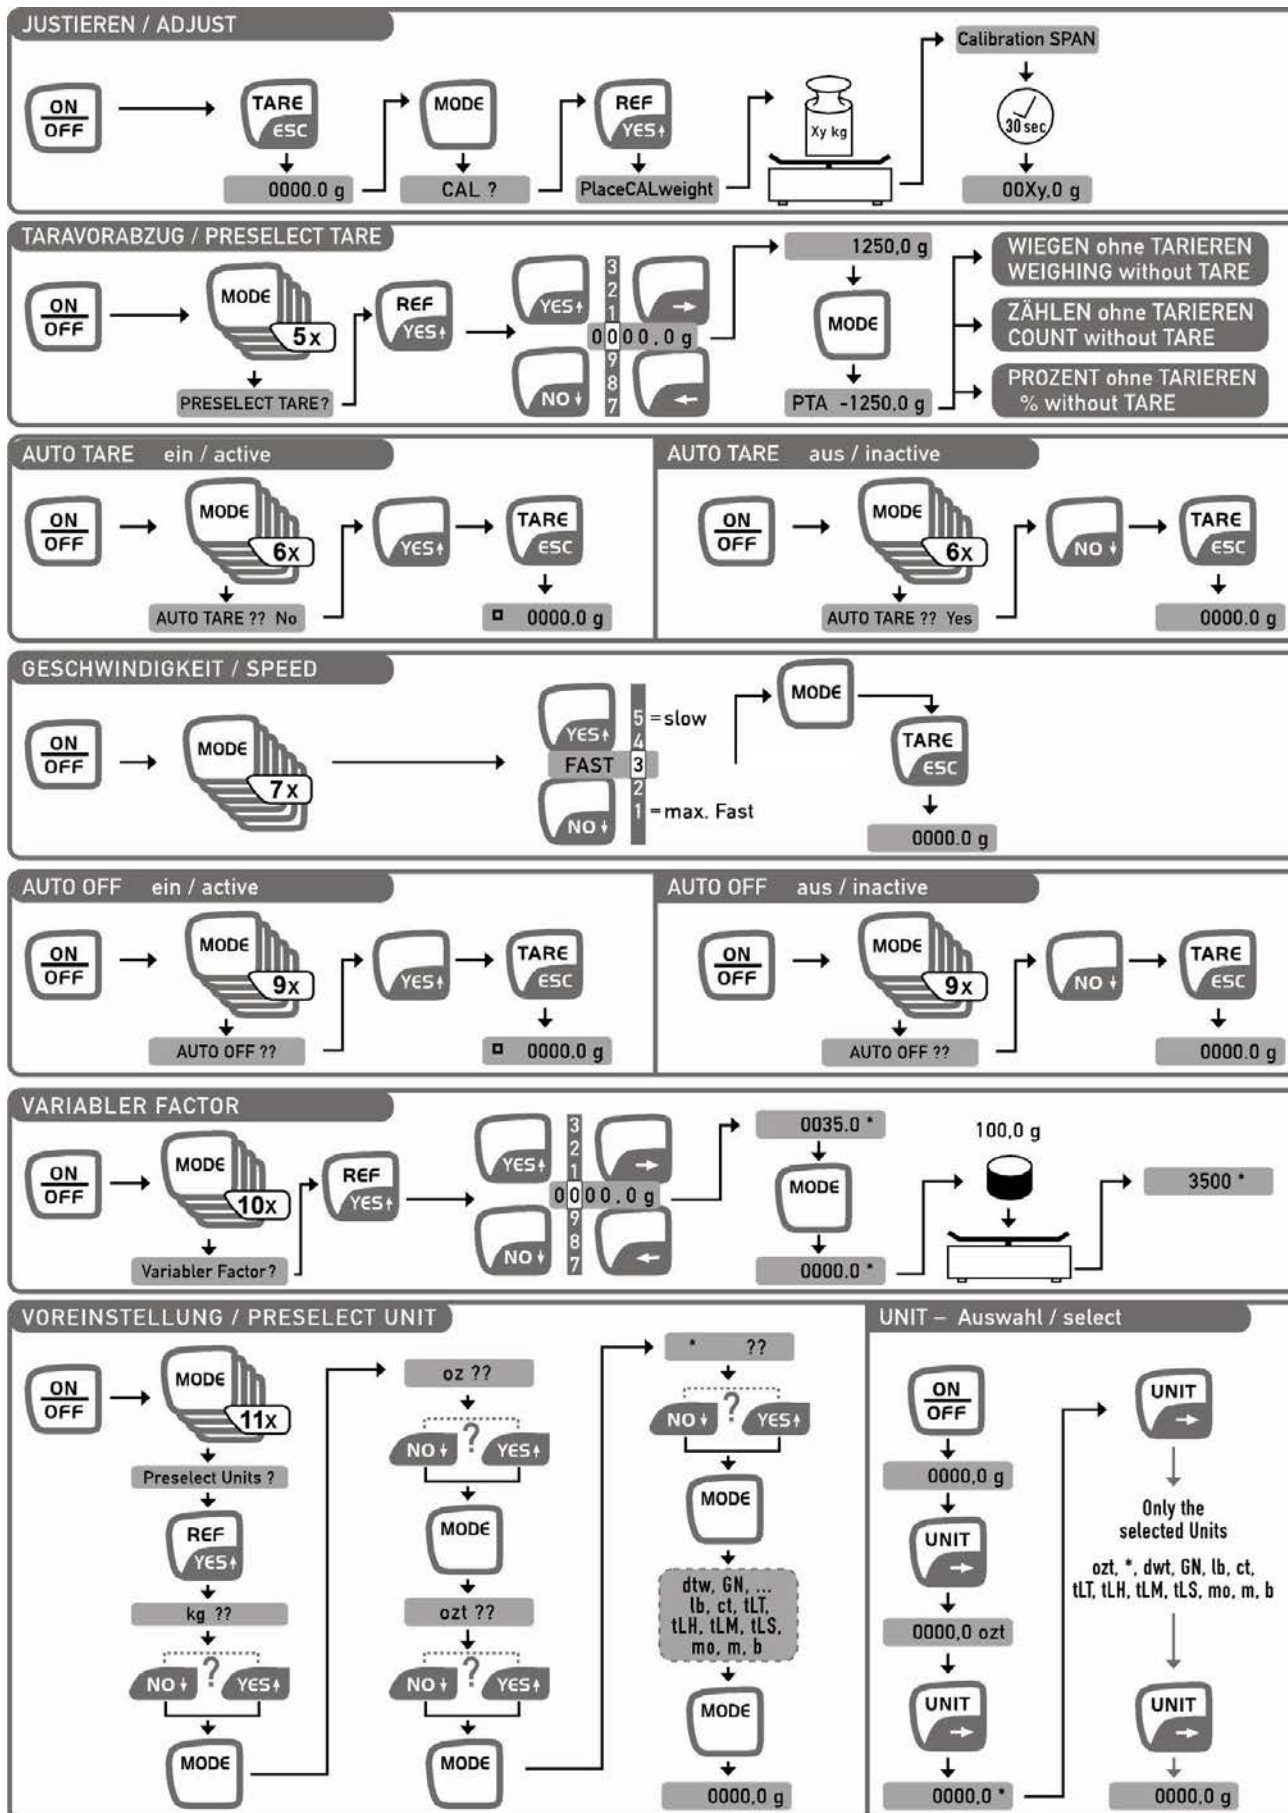 JUSTIEREN / ADJUST
ON
OFF
TARE
ESC
0000.0 g
MODE
CAL ?
REF
YES
PlaceCALweight
Xy kg
Calibration SPAN
30 sec
00Xy,0 g
TARAVORABZUG / PRESELECT TARE
ON
OFF
MODE
5x
PRESELECT TARE?
REF
YES
YES
NO
3
2
1
0000.0 g
9
8
7
1250,0 g
MODE
PTA -1250,0 g
WIEGEN ohne TARIEREN
WEIGHING without TARE
ZÄHLEN ohne TARIEREN
COUNT without TARE
PROZENT ohne TARIEREN
% without TARE
AUTO TARE ein / active
ON
OFF
MODE
6x
AUTO TARE ?? No
YES
TARE
ESC
0000.0 g
AUTO TARE aus / inactive
ON
OFF
MODE
6x
AUTO TARE ?? Yes
NO
TARE
ESC
0000.0 g
GESCHWINDIGKEIT / SPEED
ON
OFF
MODE
7x
YES
5 =slow
4
FAST 3
2
NO
1 =max. Fast
MODE
TARE
ESC
0000.0 g
AUTO OFF ein / active
ON
OFF
MODE
9x
AUTO OFF ??
YES
TARE
ESC
0000.0 g
AUTO OFF aus / inactive
ON
OFF
MODE
9x
AUTO OFF ??
NO
TARE
ESC
0000.0 g
VARIABLER FACTOR
ON
OFF
MODE
10x
Variabler Factor?
REF
YES
YES
NO
3
2
1
0000.0 g
9
8
7
0035.0 *
MODE
0000.0 *
100,0 g
3500 *
VOREINSTELLUNG / PRESELECT UNIT
ON
OFF
MODE
11x
Preselect Units ?
REF
YES
kg ??
?
NO YES
MODE
oz ??
?
NO YES
MODE
ozt ??
?
NO YES
MODE
* ??
?
NO YES
MODE
dtw, GN, ...
lb, ct, tLT,
tLH, tLM, tLS,
mo, m, b
MODE
0000,0 g
UNIT – Auswahl / select
ON
OFF
0000,0 g
UNIT
0000,0 ozt
UNIT
0000,0 *
UNIT
Only the
selected Units
ozt, *, dwt, GN, lb, ct,
tLT, tLH, tLM, tLS, mo, m, b
UNIT
0000,0 g